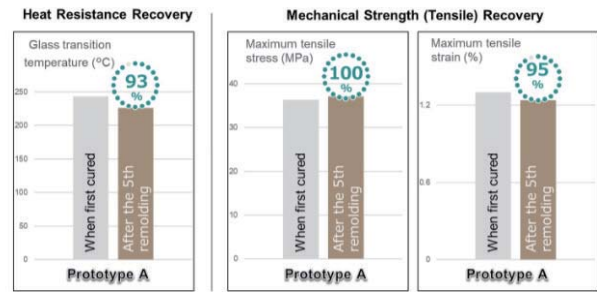 Heat Resistance Recovery
Glass transition
temperature (°C)
93
%
250
200
150
100
50
0
When first cured
After the 5th
remolding
Prototype A
Mechanical Strength (Tensile) Recovery
Maximum tensile
stress (MPa)
100
%
40
30
20
10
0
When first cured
After the 5th
remolding
Prototype A
Maximum tensile
strain (%)
95
%
1.2
0.6
0
When first cured
After the 5th
remolding
Prototype A